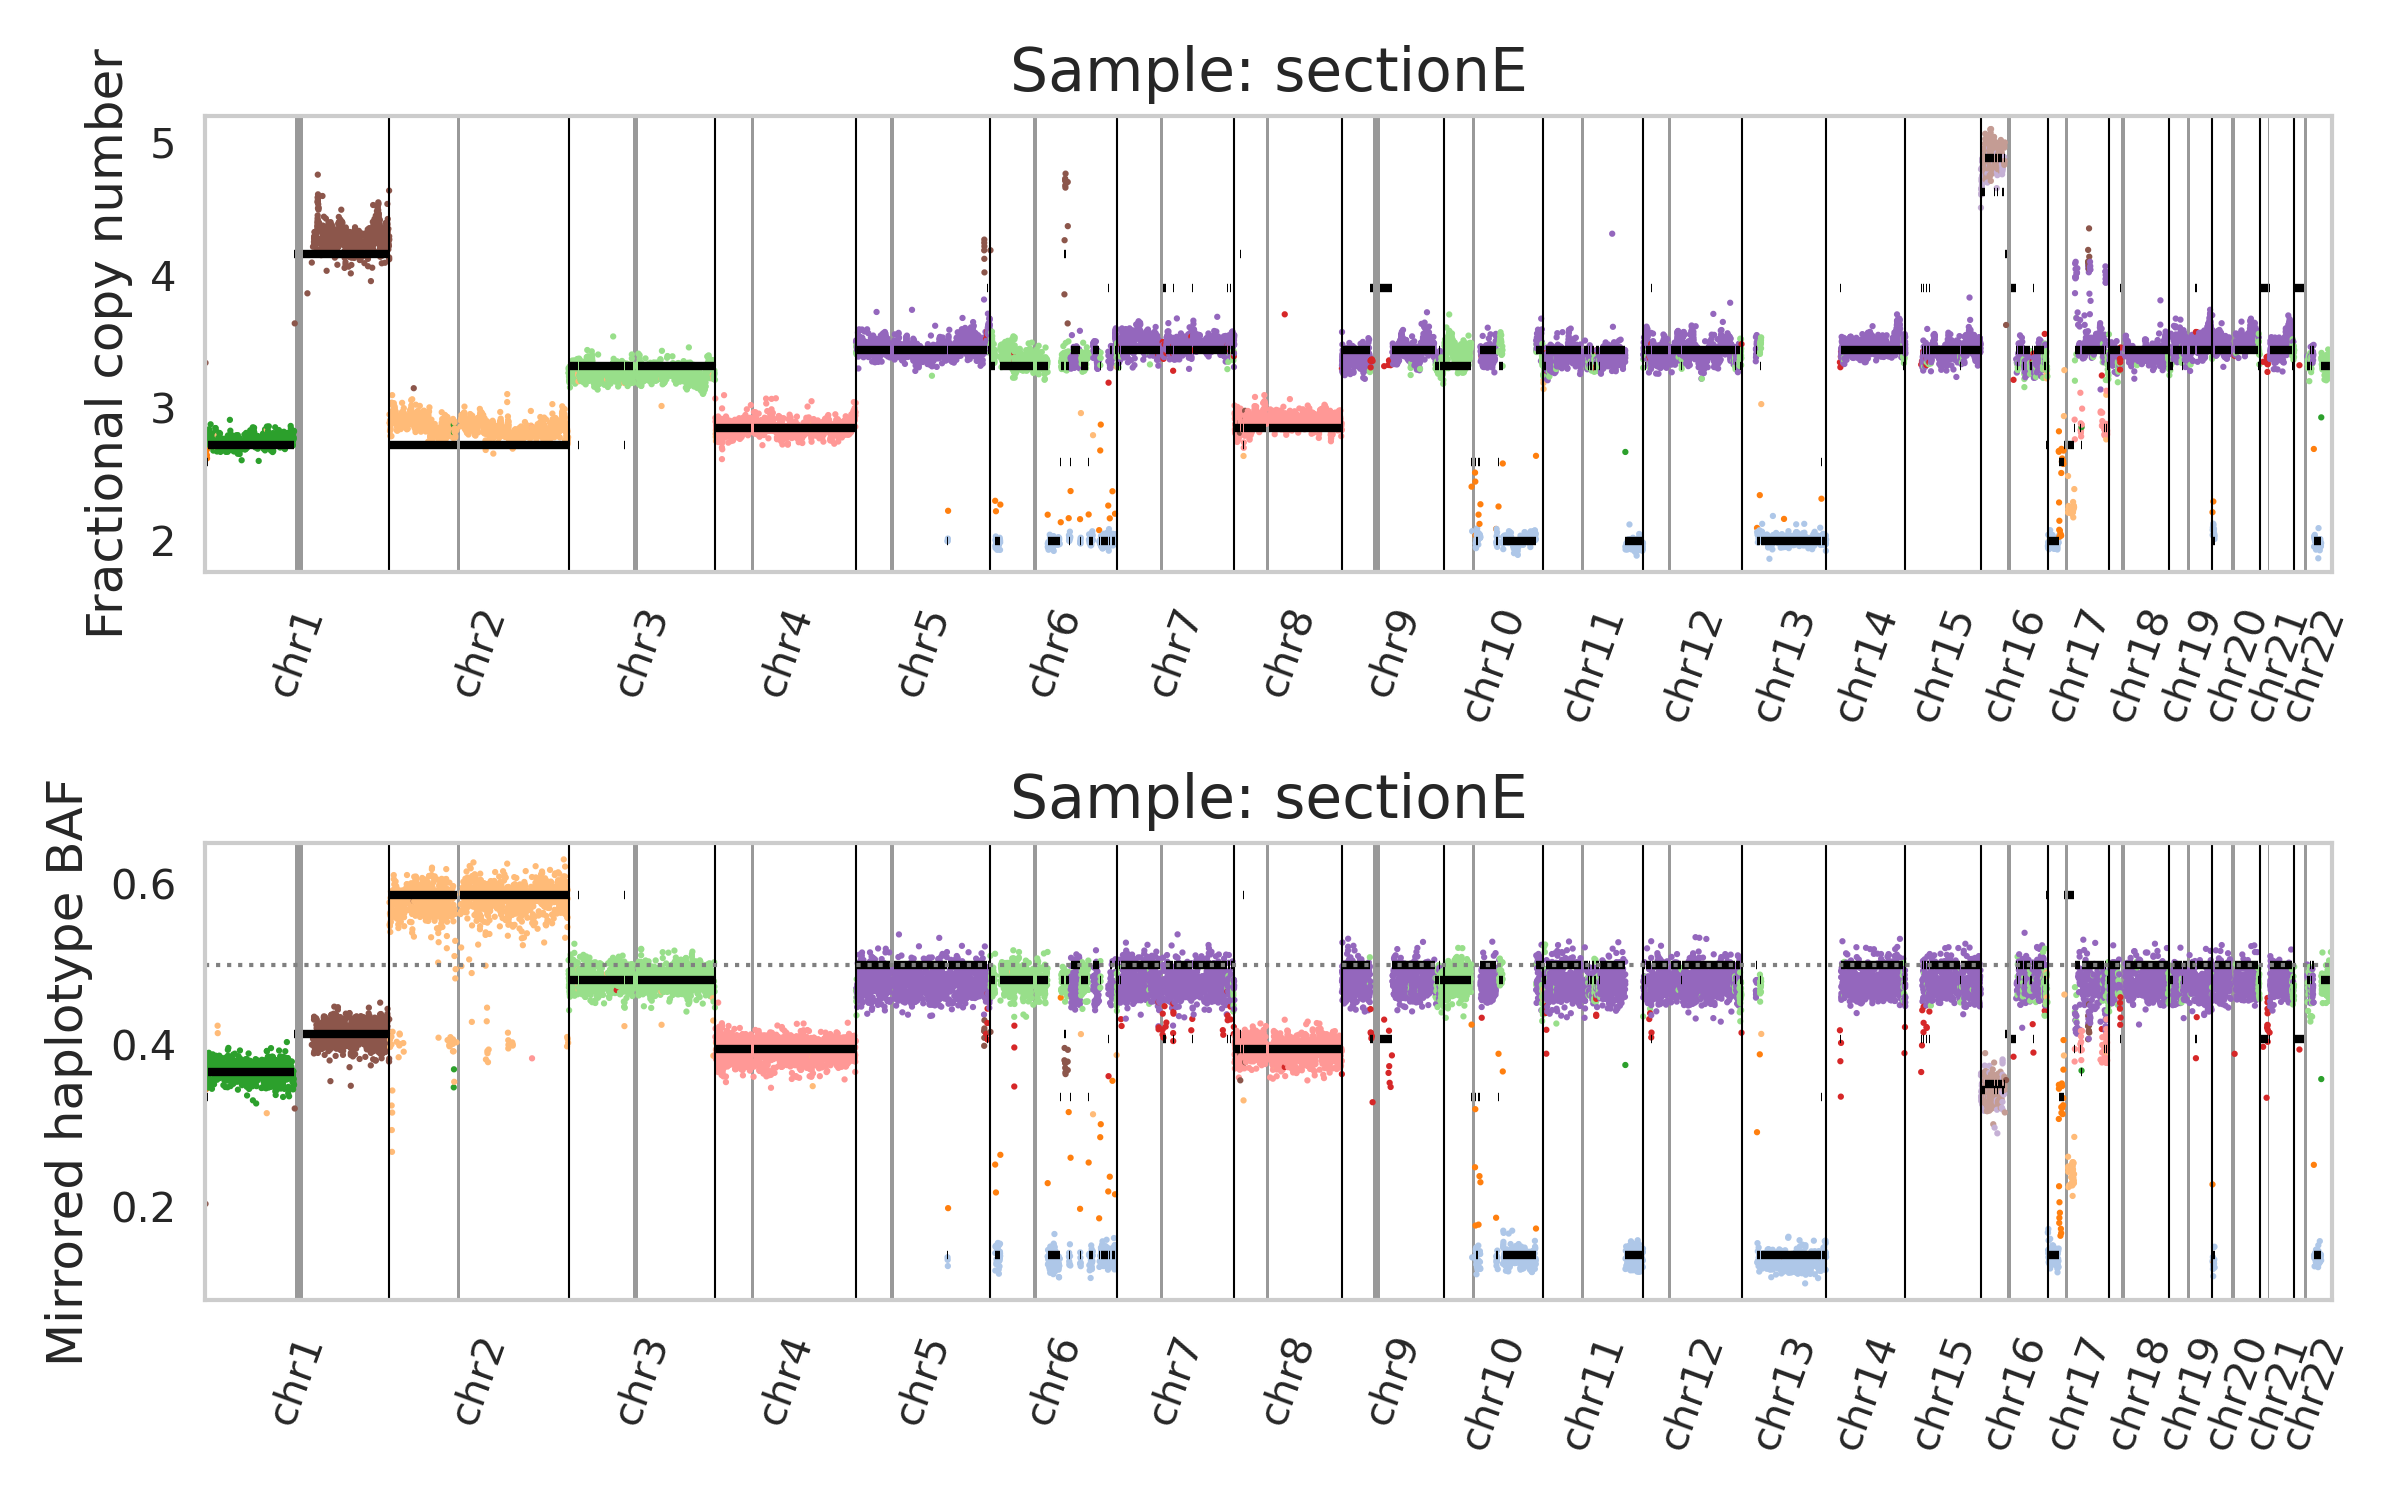 Sample: sectionE
Fractional copy number
5
4
3
2
chr1 chr2 chr3 chr4 chr5 chr6 chr7 chr8 chr9 chr10 chr11 chr12 chr13 chr14 chr15 chr16 chr17 chr18 chr19 chr20 chr21 chr22
Sample: sectionE
Mirrored haplotype BAF
0.6
0.4
0.2
chr1 chr2 chr3 chr4 chr5 chr6 chr7 chr8 chr9 chr10 chr11 chr12 chr13 chr14 chr15 chr16 chr17 chr18 chr19 chr20 chr21 chr22